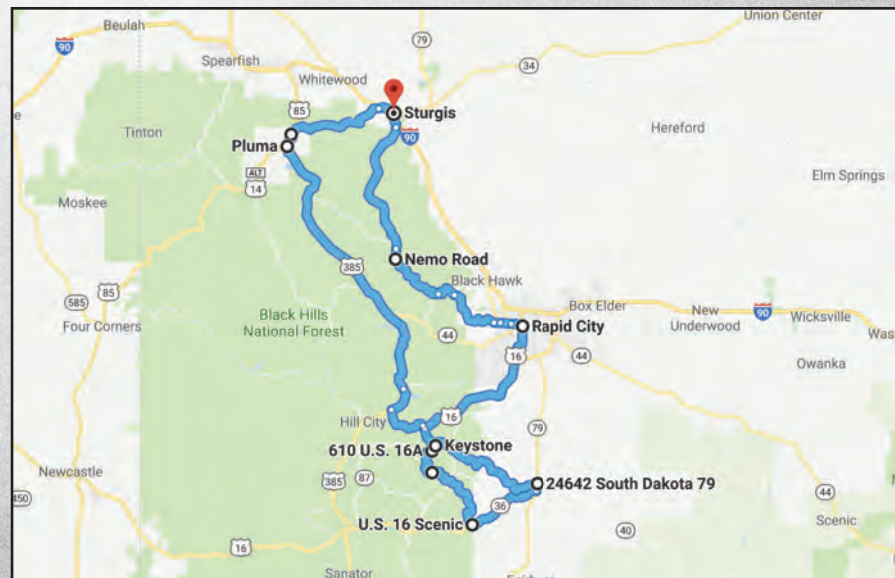 Union Center
Beulah
79
90
Spearfish
34
Whitewood
85
Sturgis
90
Tinton
Hereford
Pluma
ALT
14
Elm Springs
Moskee
Nemo Road
385
Black Hawk
585
85
Black Hills
National Forest
Box Elder
New
Underwood
90
Wicksville
Four Corners
44
Rapid City
16
44
Owanka
Hill City
16
79
Keystone
610 U.S. 16A
Newcastle
385
87
24642 South Dakota 79
450
36
44
U.S. 16 Scenic
40
Scenic
16
Sanator